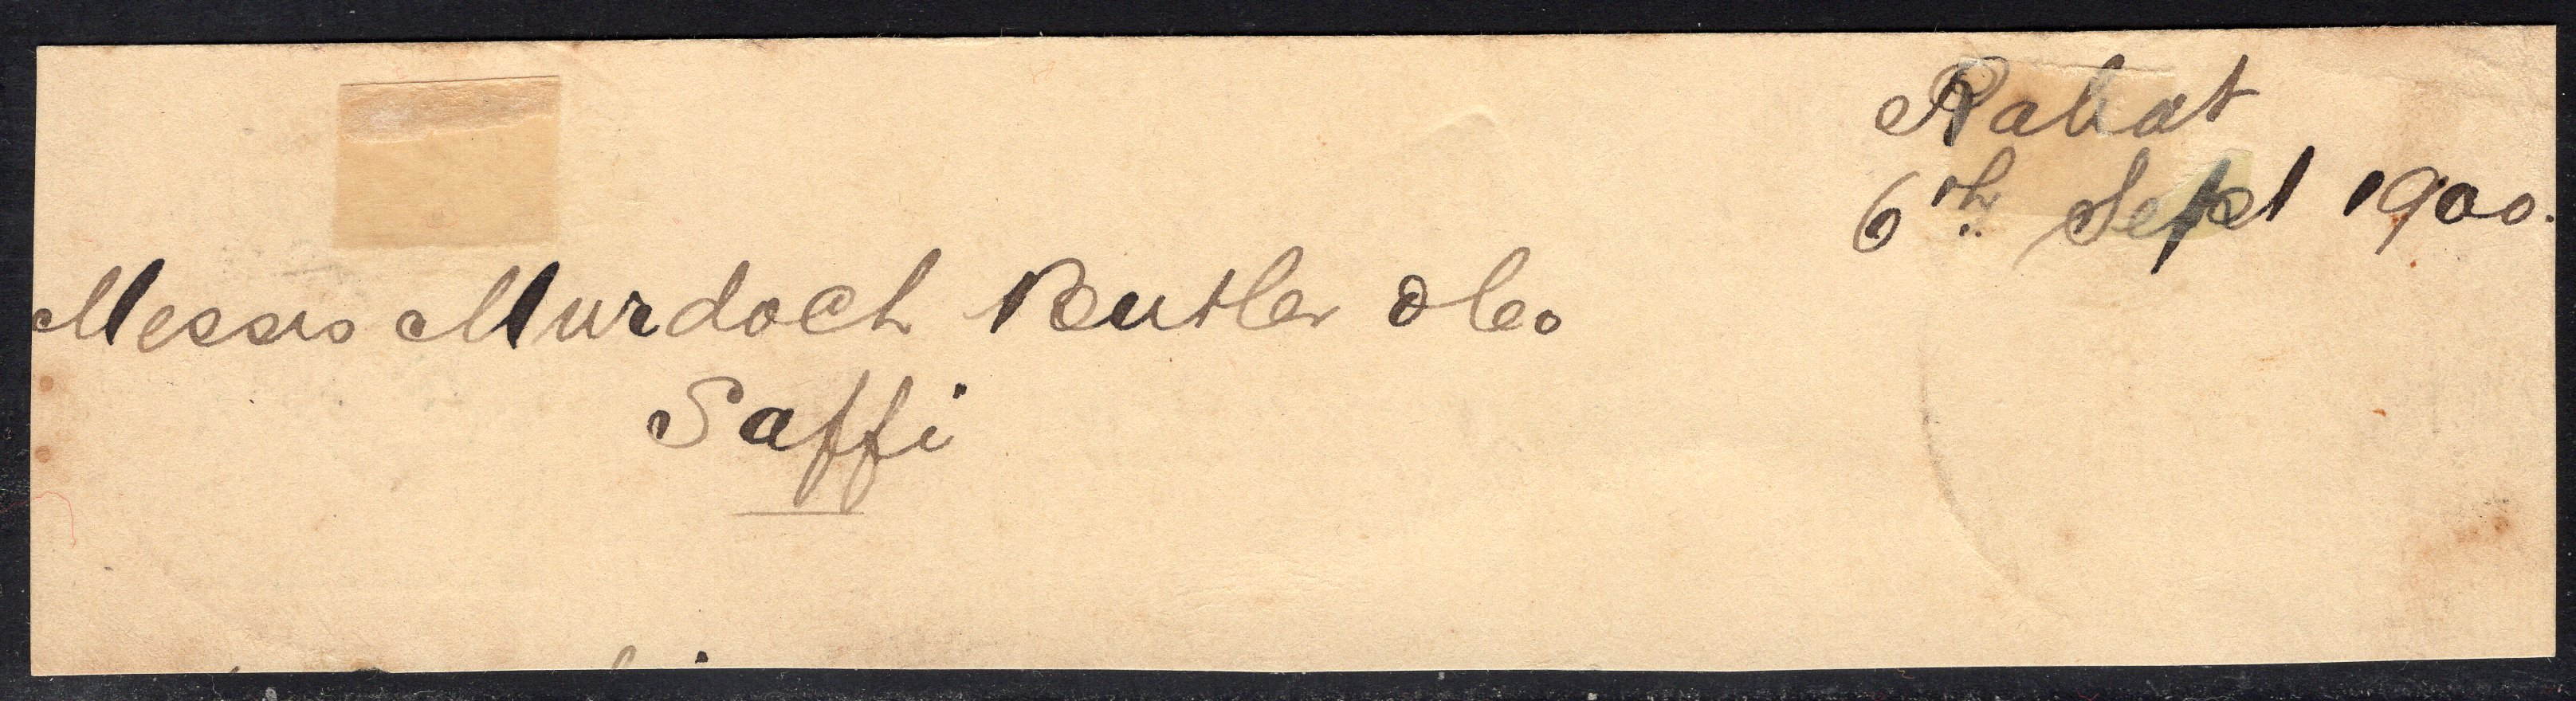 Rabat
6th Sept 1900.
Messrs Murdoch Butler & Co
Saffi